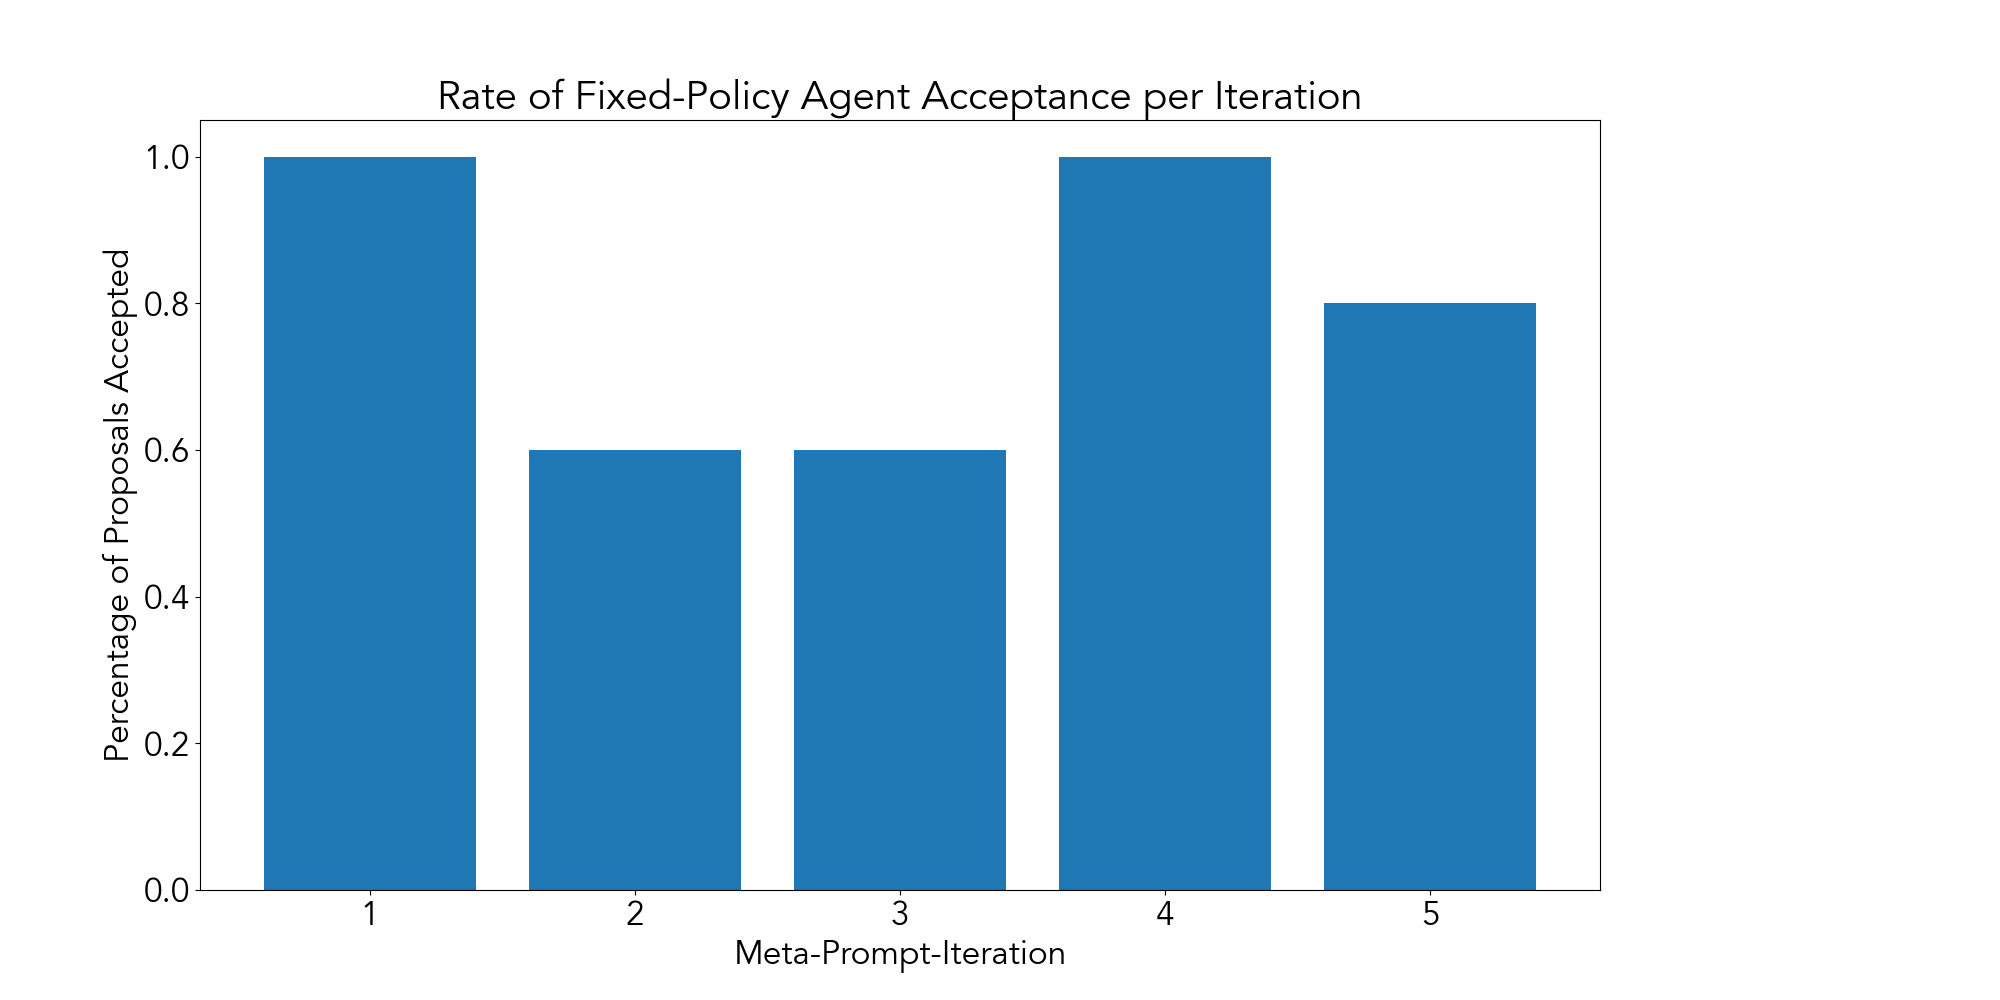 Rate of Fixed-Policy Agent Acceptance per Iteration
Percentage of Proposals Accepted
1.0
0.8
0.6
0.4
0.2
0.0
1 2 3 4 5
Meta-Prompt-Iteration